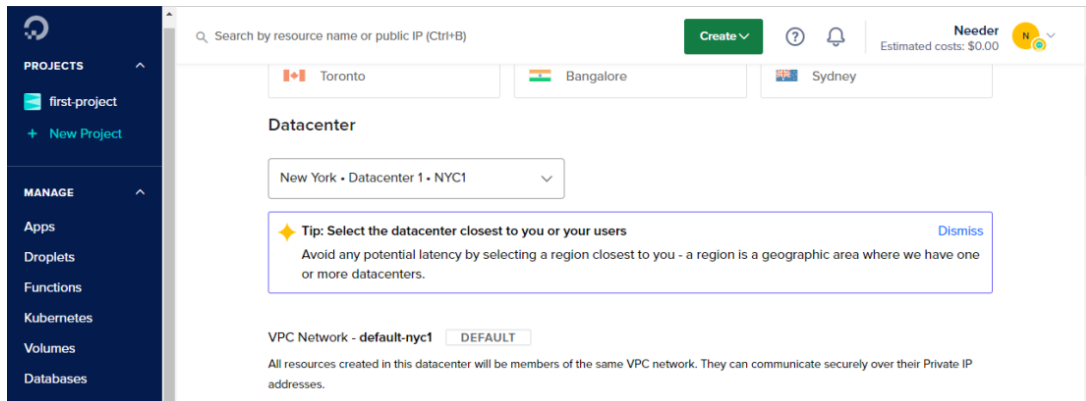 Search by resource name or public IP (Ctrl+B)
Create
?
Needer
Estimated costs: $0.00
N
PROJECTS
first-project
+ New Project
MANAGE
Apps
Droplets
Functions
Kubernetes
Volumes
Databases
Toronto
Bangalore
Sydney
Datacenter
New York • Datacenter 1 • NYC1
Tip: Select the datacenter closest to you or your users
Dismiss
Avoid any potential latency by selecting a region closest to you - a region is a geographic area where we have one
or more datacenters.
VPC Network - default-nyc1 DEFAULT
All resources created in this datacenter will be members of the same VPC network. They can communicate securely over their Private IP
addresses.